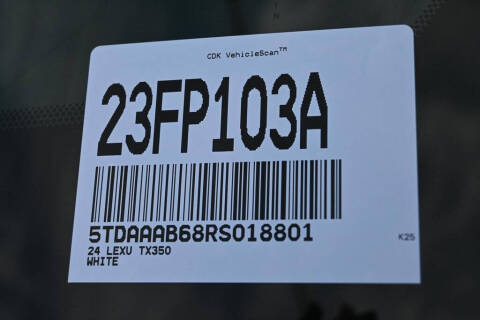 CDK VehicleScan™
23FP103A
5TDAAAB68RS018801
24 LEXU TX350
WHITE
K25